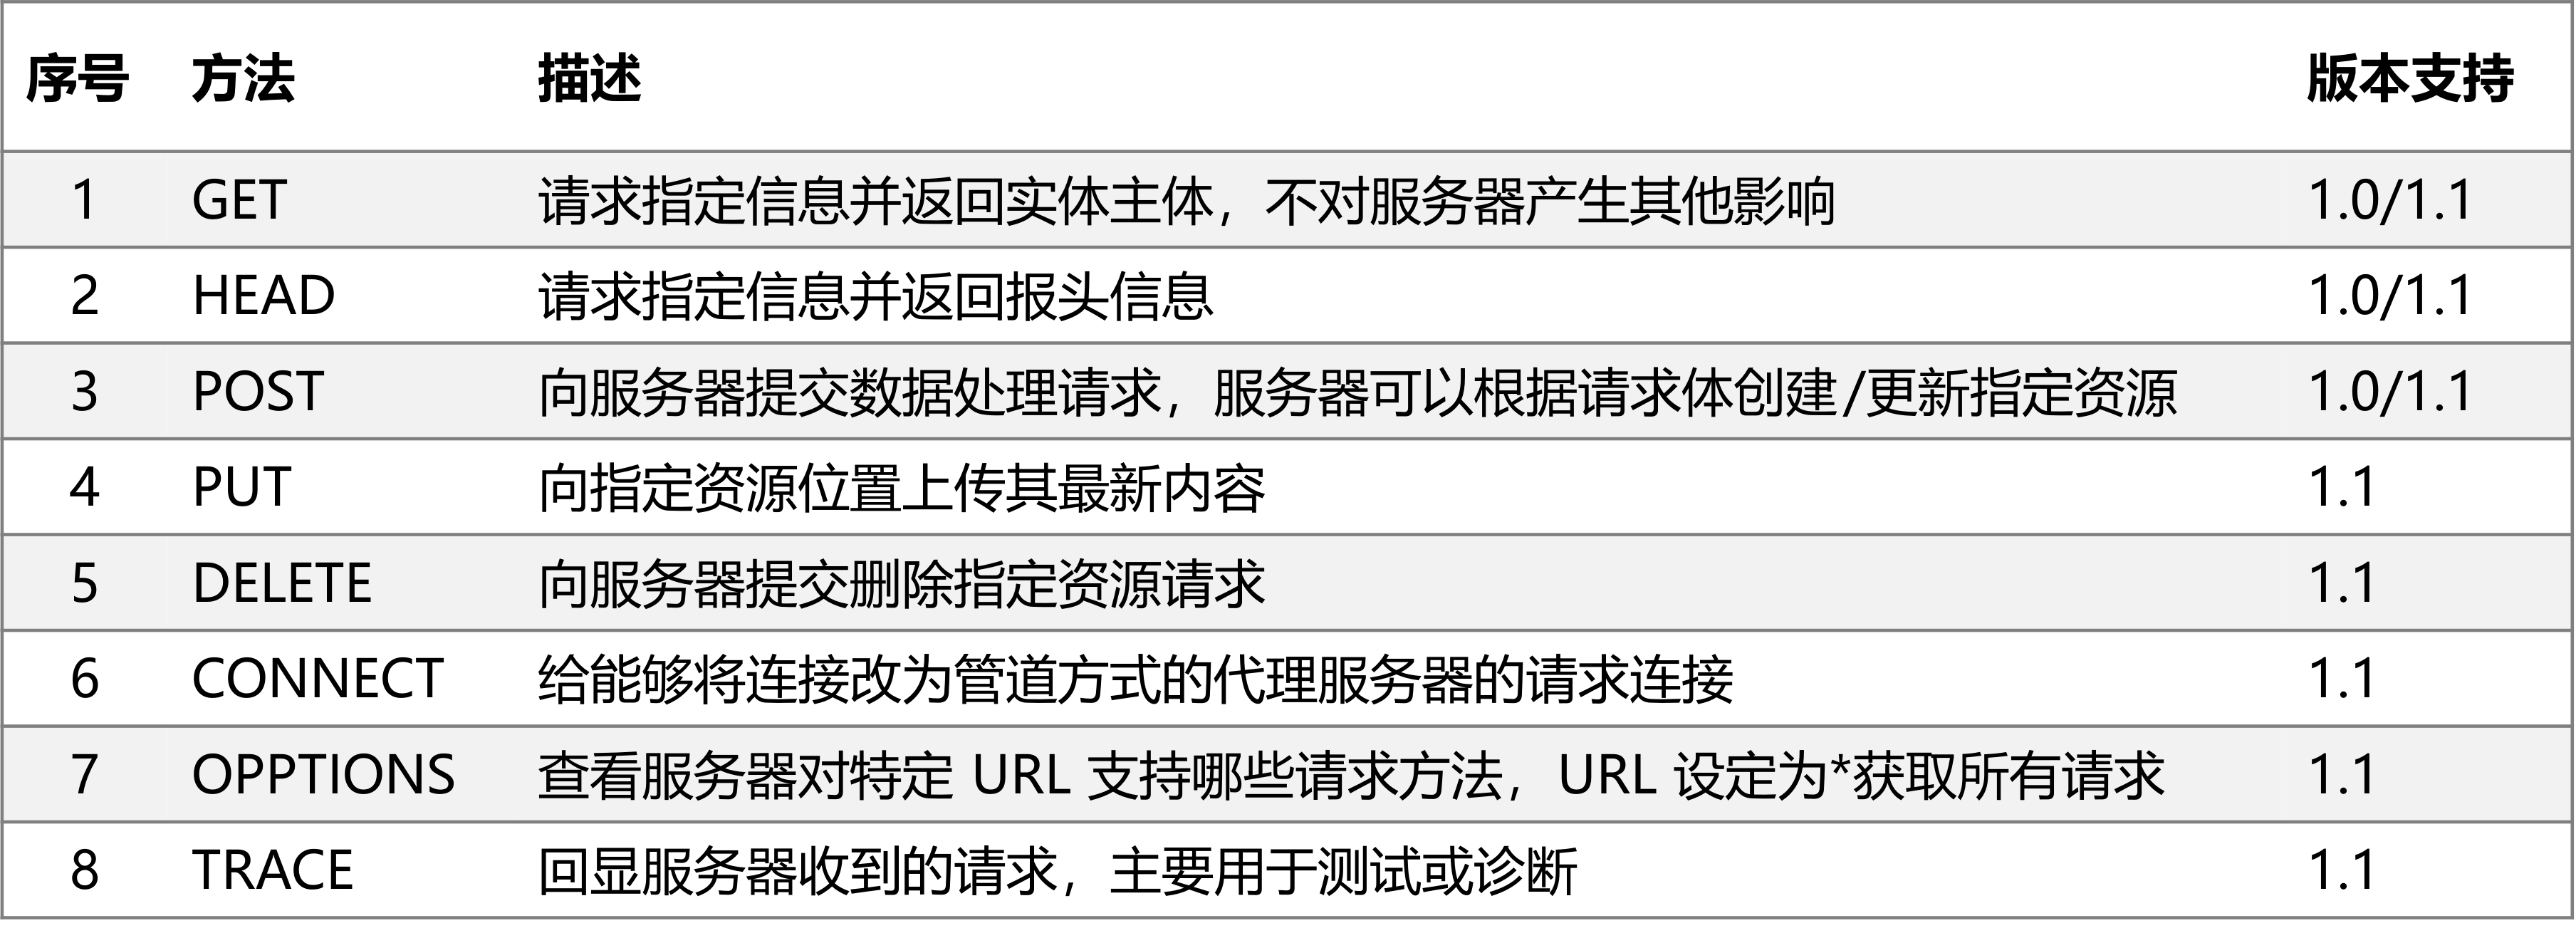 序号 方法 描述 版本支持
1 GET 请求指定信息并返回实体主体，不对服务器产生其他影响 1.0/1.1
2 HEAD 请求指定信息并返回报头信息 1.0/1.1
3 POST 向服务器提交数据处理请求，服务器可以根据请求体创建/更新指定资源 1.0/1.1
4 PUT 向指定资源位置上传其最新内容 1.1
5 DELETE 向服务器提交删除指定资源请求 1.1
6 CONNECT 给能够将连接改为管道方式的代理服务器的请求连接 1.1
7 OPPTIONS 查看服务器对特定 URL 支持哪些请求方法，URL 设定为*获取所有请求 1.1
8 TRACE 回显服务器收到的请求，主要用于测试或诊断 1.1